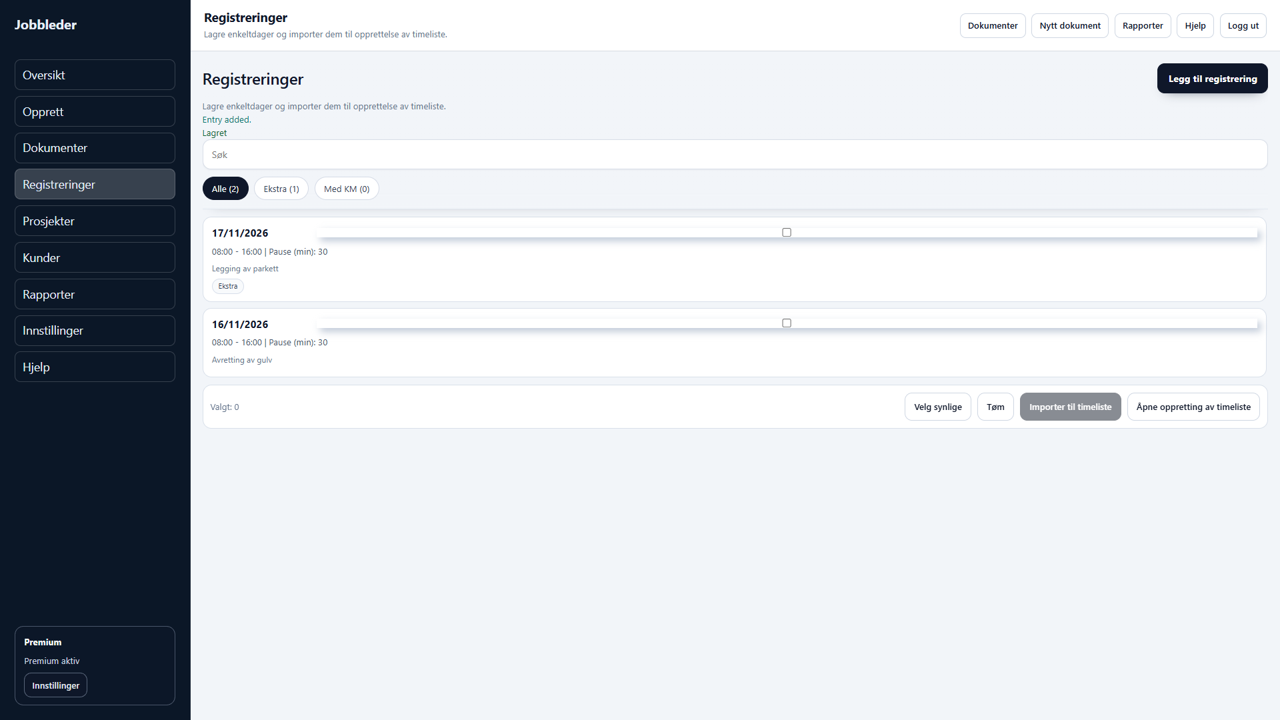 Jobbleder
Oversikt
Opprett
Dokumenter
Registreringer
Prosjekter
Kunder
Rapporter
Innstillinger
Hjelp
Premium
Premium aktiv
Innstillinger
Registreringer
Lagre enkeltdager og importer dem til opprettelse av timeliste.
Dokumenter
Nytt dokument
Rapporter
Hjelp
Logg ut
Registreringer
Legg til registrering
Lagre enkeltdager og importer dem til opprettelse av timeliste.
Entry added.
Lagret
Søk
Alle (2)
Ekstra (1)
Med KM (0)
17/11/2026
08:00 - 16:00 | Pause (min): 30
Legging av parkett
Ekstra
16/11/2026
08:00 - 16:00 | Pause (min): 30
Avretting av gulv
Valgt: 0
Velg synlige
Tøm
Importer til timeliste
Åpne oppretting av timeliste